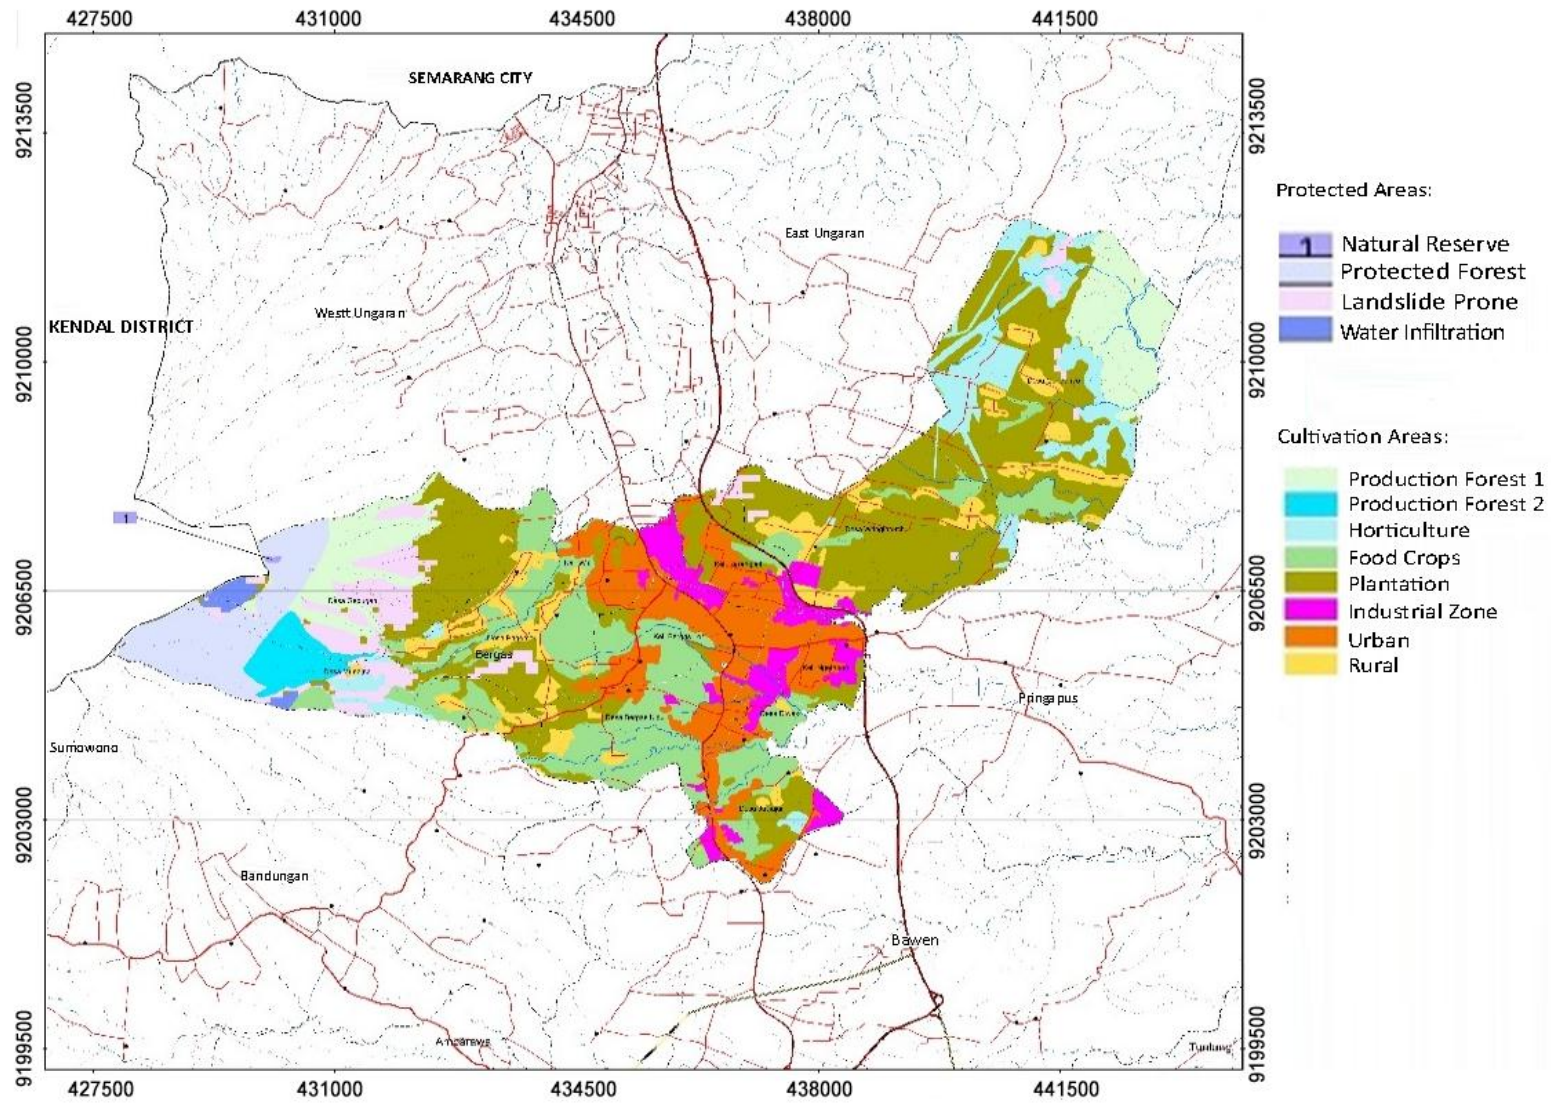 427500 431000 434500 438000 441500
SEMARANG CITY
9213500
9213500
East Ungaran
Westt.Ungaran
KENDAL DISTRICT
9210000
9210000
1
9206500
9206500
Bergas
Pringapus
Sumowono
9203000
9203000
Bandungan
Bawen
9199500
9199500
427500 431000 434500 438000 441500
Protected Areas:
1 Natural Reserve
Protected Forest
Landslide Prone
Water Infiltration
Cultivation Areas:
Production Forest 1
Production Forest 2
Horticulture
Food Crops
Plantation
Industrial Zone
Urban
Rural